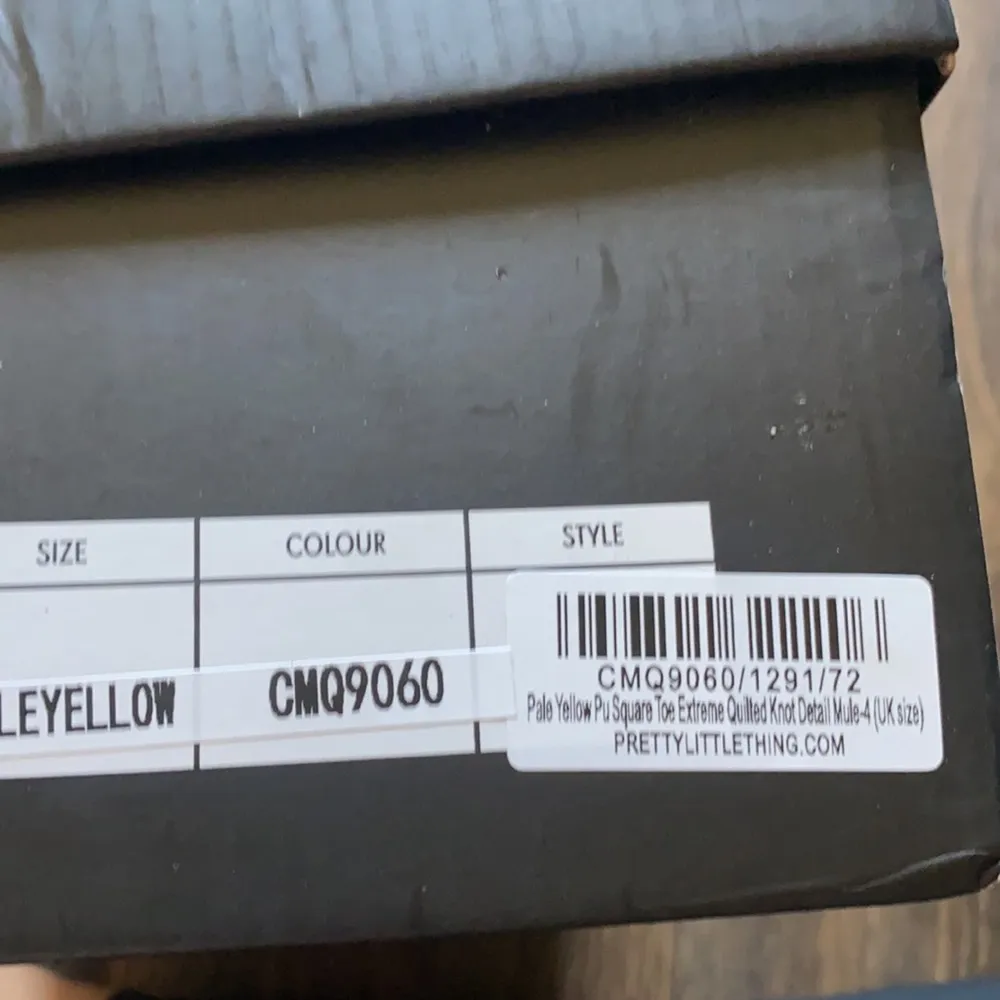 SIZE COLOUR STYLE
LEYELLOW CMQ9060
CMQ9060/1291/72
Pale Yellow Pu Square Toe Extreme Quilted Knot Detail Mule-4 (UK size)
PRETTYLITTLETHING.COM